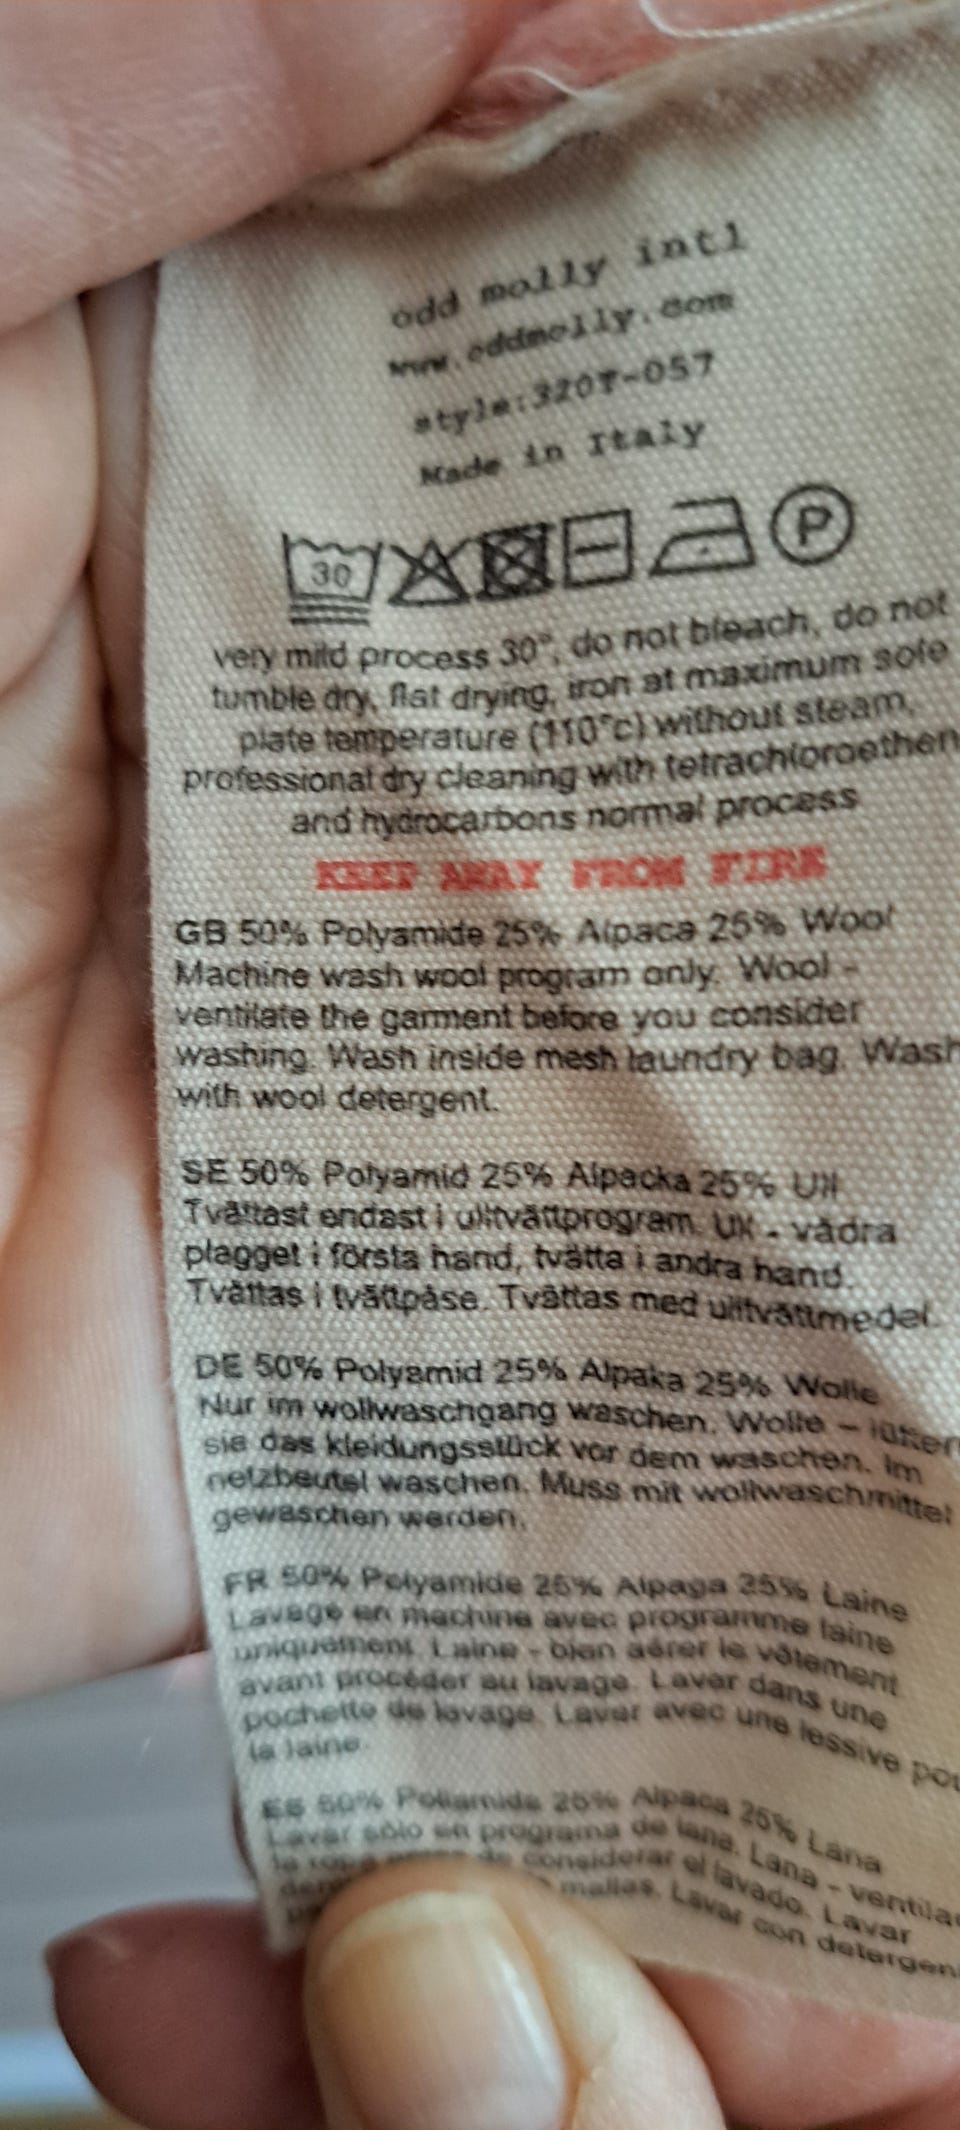 odd molly intl
www.oddmolly.com
style:320T-057
Made in Italy
30 P
very mild process 30°, do not bleach, do not
tumble dry, flat drying, iron at maximum sole
plate temperature (110°c) without steam,
professional dry cleaning with tetrachloroethen
and hydrocarbons normal process
KEEP AWAY FROM FIRE
GB 50% Polyamide 25% Alpaca 25% Wool
Machine wash wool program only. Wool -
ventilate the garment before you consider
washing. Wash inside mesh laundry bag. Wash
with wool detergent.
SE 50% Polyamid 25% Alpacka 25% Ull
Tvättast endast i ulltvättprogram. Ull - vädra
plagget i första hand, tvätta i andra hand.
Tvättas i tvättpåse. Tvättas med ulltvättmedel.
DE 50% Polyamid 25% Alpaka 25% Wolle
Nur im wollwaschgang waschen. Wolle – lüften
sie das kleidungsstück vor dem waschen. Im
netzbeutel waschen. Muss mit wollwaschmittel
gewaschen werden.
FR 50% Polyamide 25% Alpaga 25% Laine
Lavage en machine avec programme laine
uniquement. Laine - bien aérer le vêtement
avant procéder au lavage. Laver dans une
pochette de lavage. Laver avec une lessive pou
la laine.
ES 50% Poliamida 25% Alpaca 25% Lana
Lavar sólo en programa de lana. Lana - ventila
la ropa antes de considerar el lavado. Lavar
mallas. Lavar con detergen